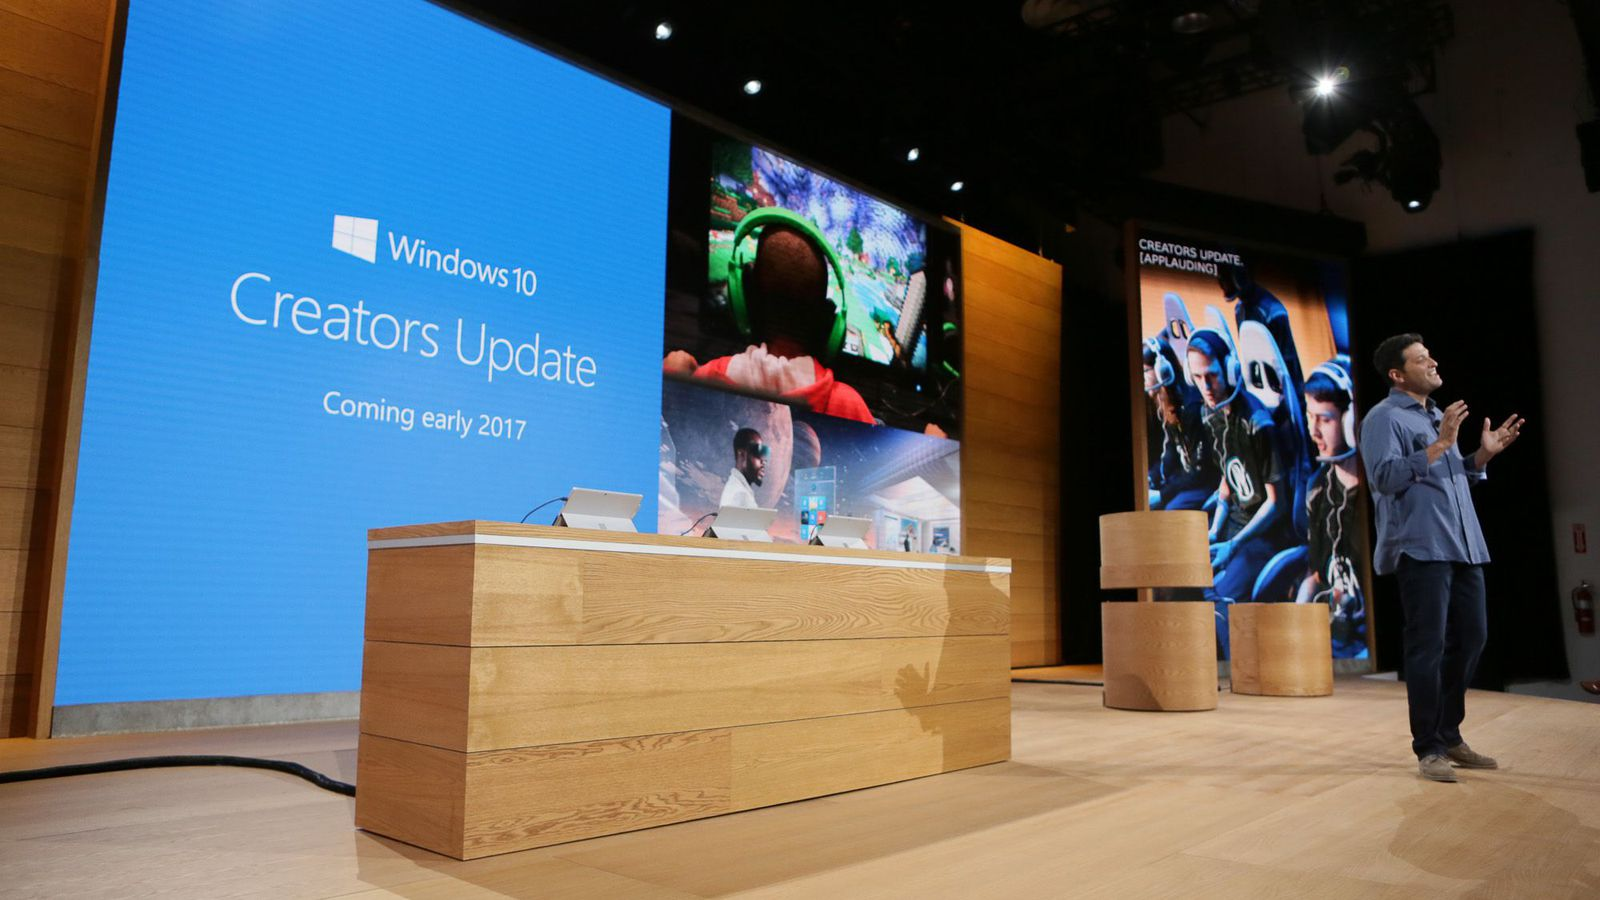 Windows 10
Creators Update
Coming early 2017
CREATORS UPDATE.
[APPLAUDING]